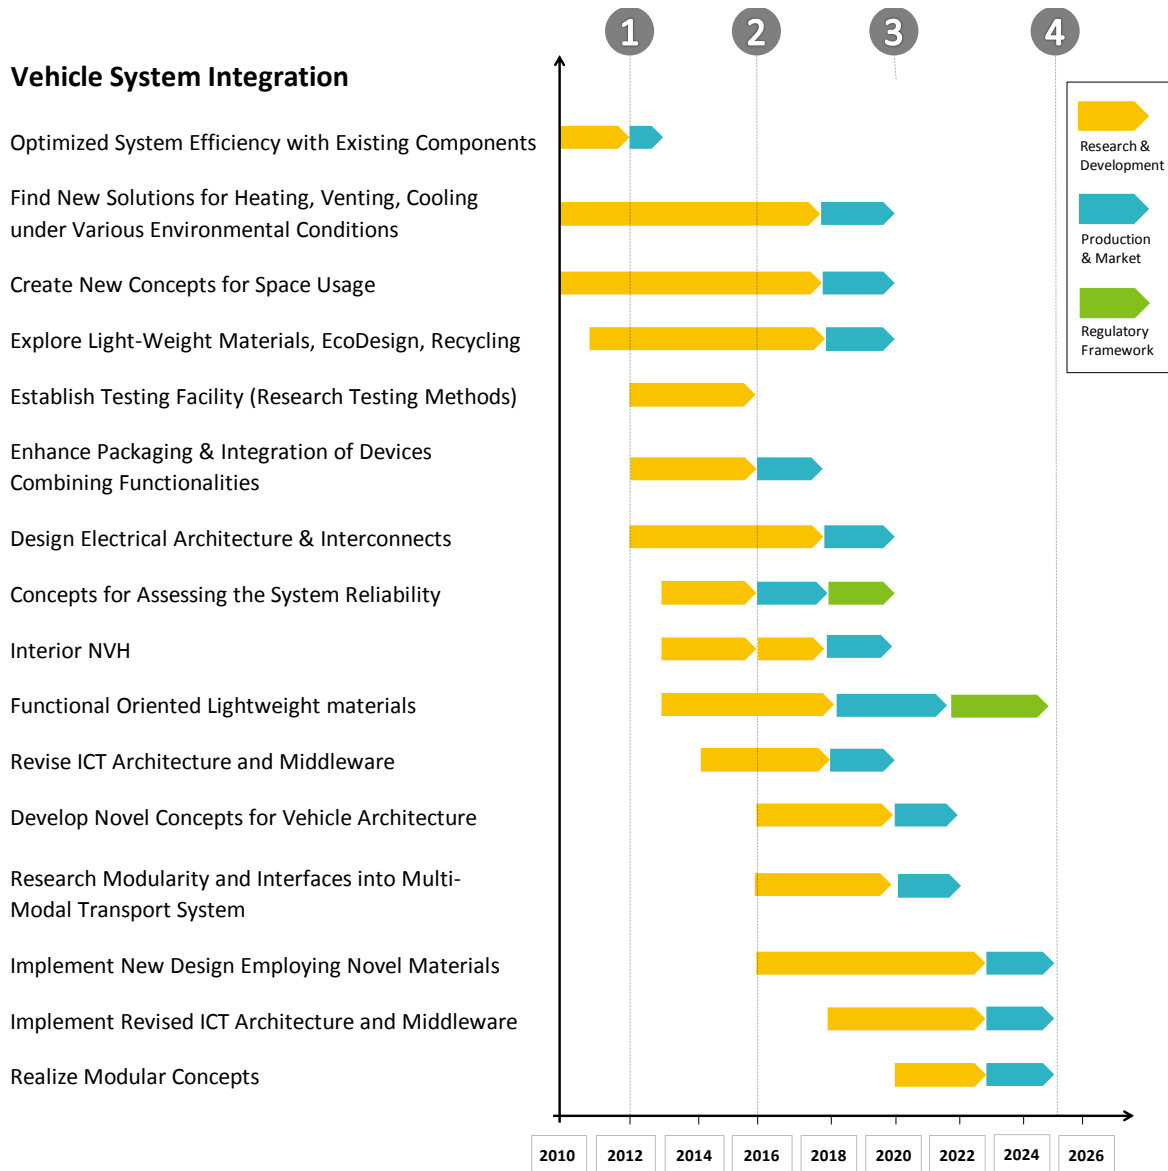 1 2 3 4
Vehicle System Integration
Optimized System Efficiency with Existing Components
Find New Solutions for Heating, Venting, Cooling
under Various Environmental Conditions
Create New Concepts for Space Usage
Explore Light-Weight Materials, EcoDesign, Recycling
Establish Testing Facility (Research Testing Methods)
Enhance Packaging & Integration of Devices
Combining Functionalities
Design Electrical Architecture & Interconnects
Concepts for Assessing the System Reliability
Interior NVH
Functional Oriented Lightweight materials
Revise ICT Architecture and Middleware
Develop Novel Concepts for Vehicle Architecture
Research Modularity and Interfaces into Multi-
Modal Transport System
Implement New Design Employing Novel Materials
Implement Revised ICT Architecture and Middleware
Realize Modular Concepts
Research &
Development
Production
& Market
Regulatory
Framework
2010 2012 2014 2016 2018 2020 2022 2024 2026